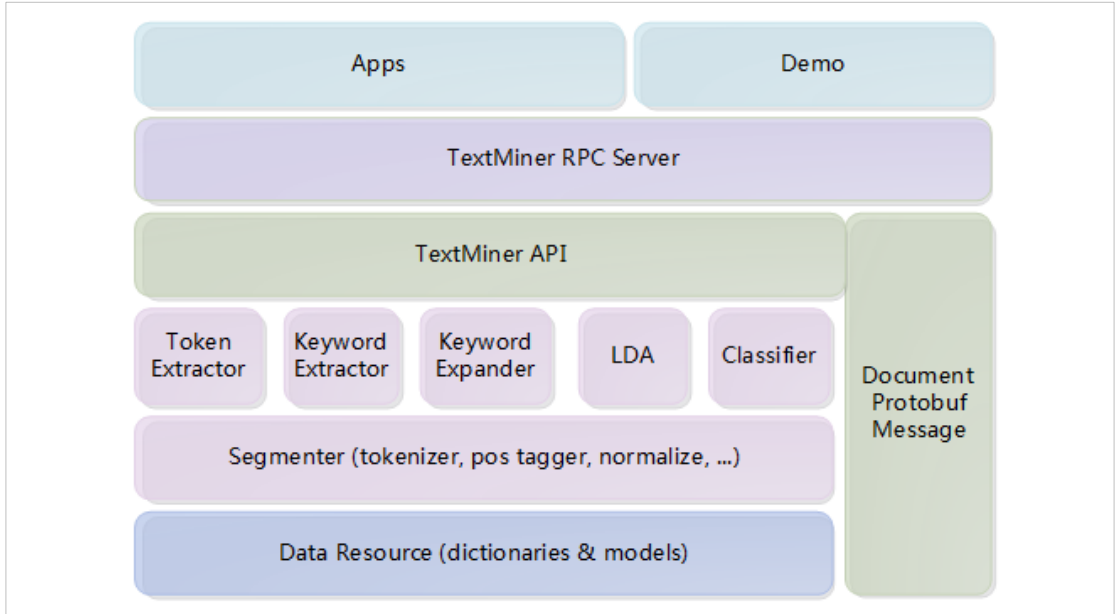 Apps
Demo
TextMiner RPC Server
TextMiner API
Token
Extractor
Keyword
Extractor
Keyword
Expander
LDA
Classifier
Document
Protobuf
Message
Segmenter (tokenizer, pos tagger, normalize, ...)
Data Resource (dictionaries & models)